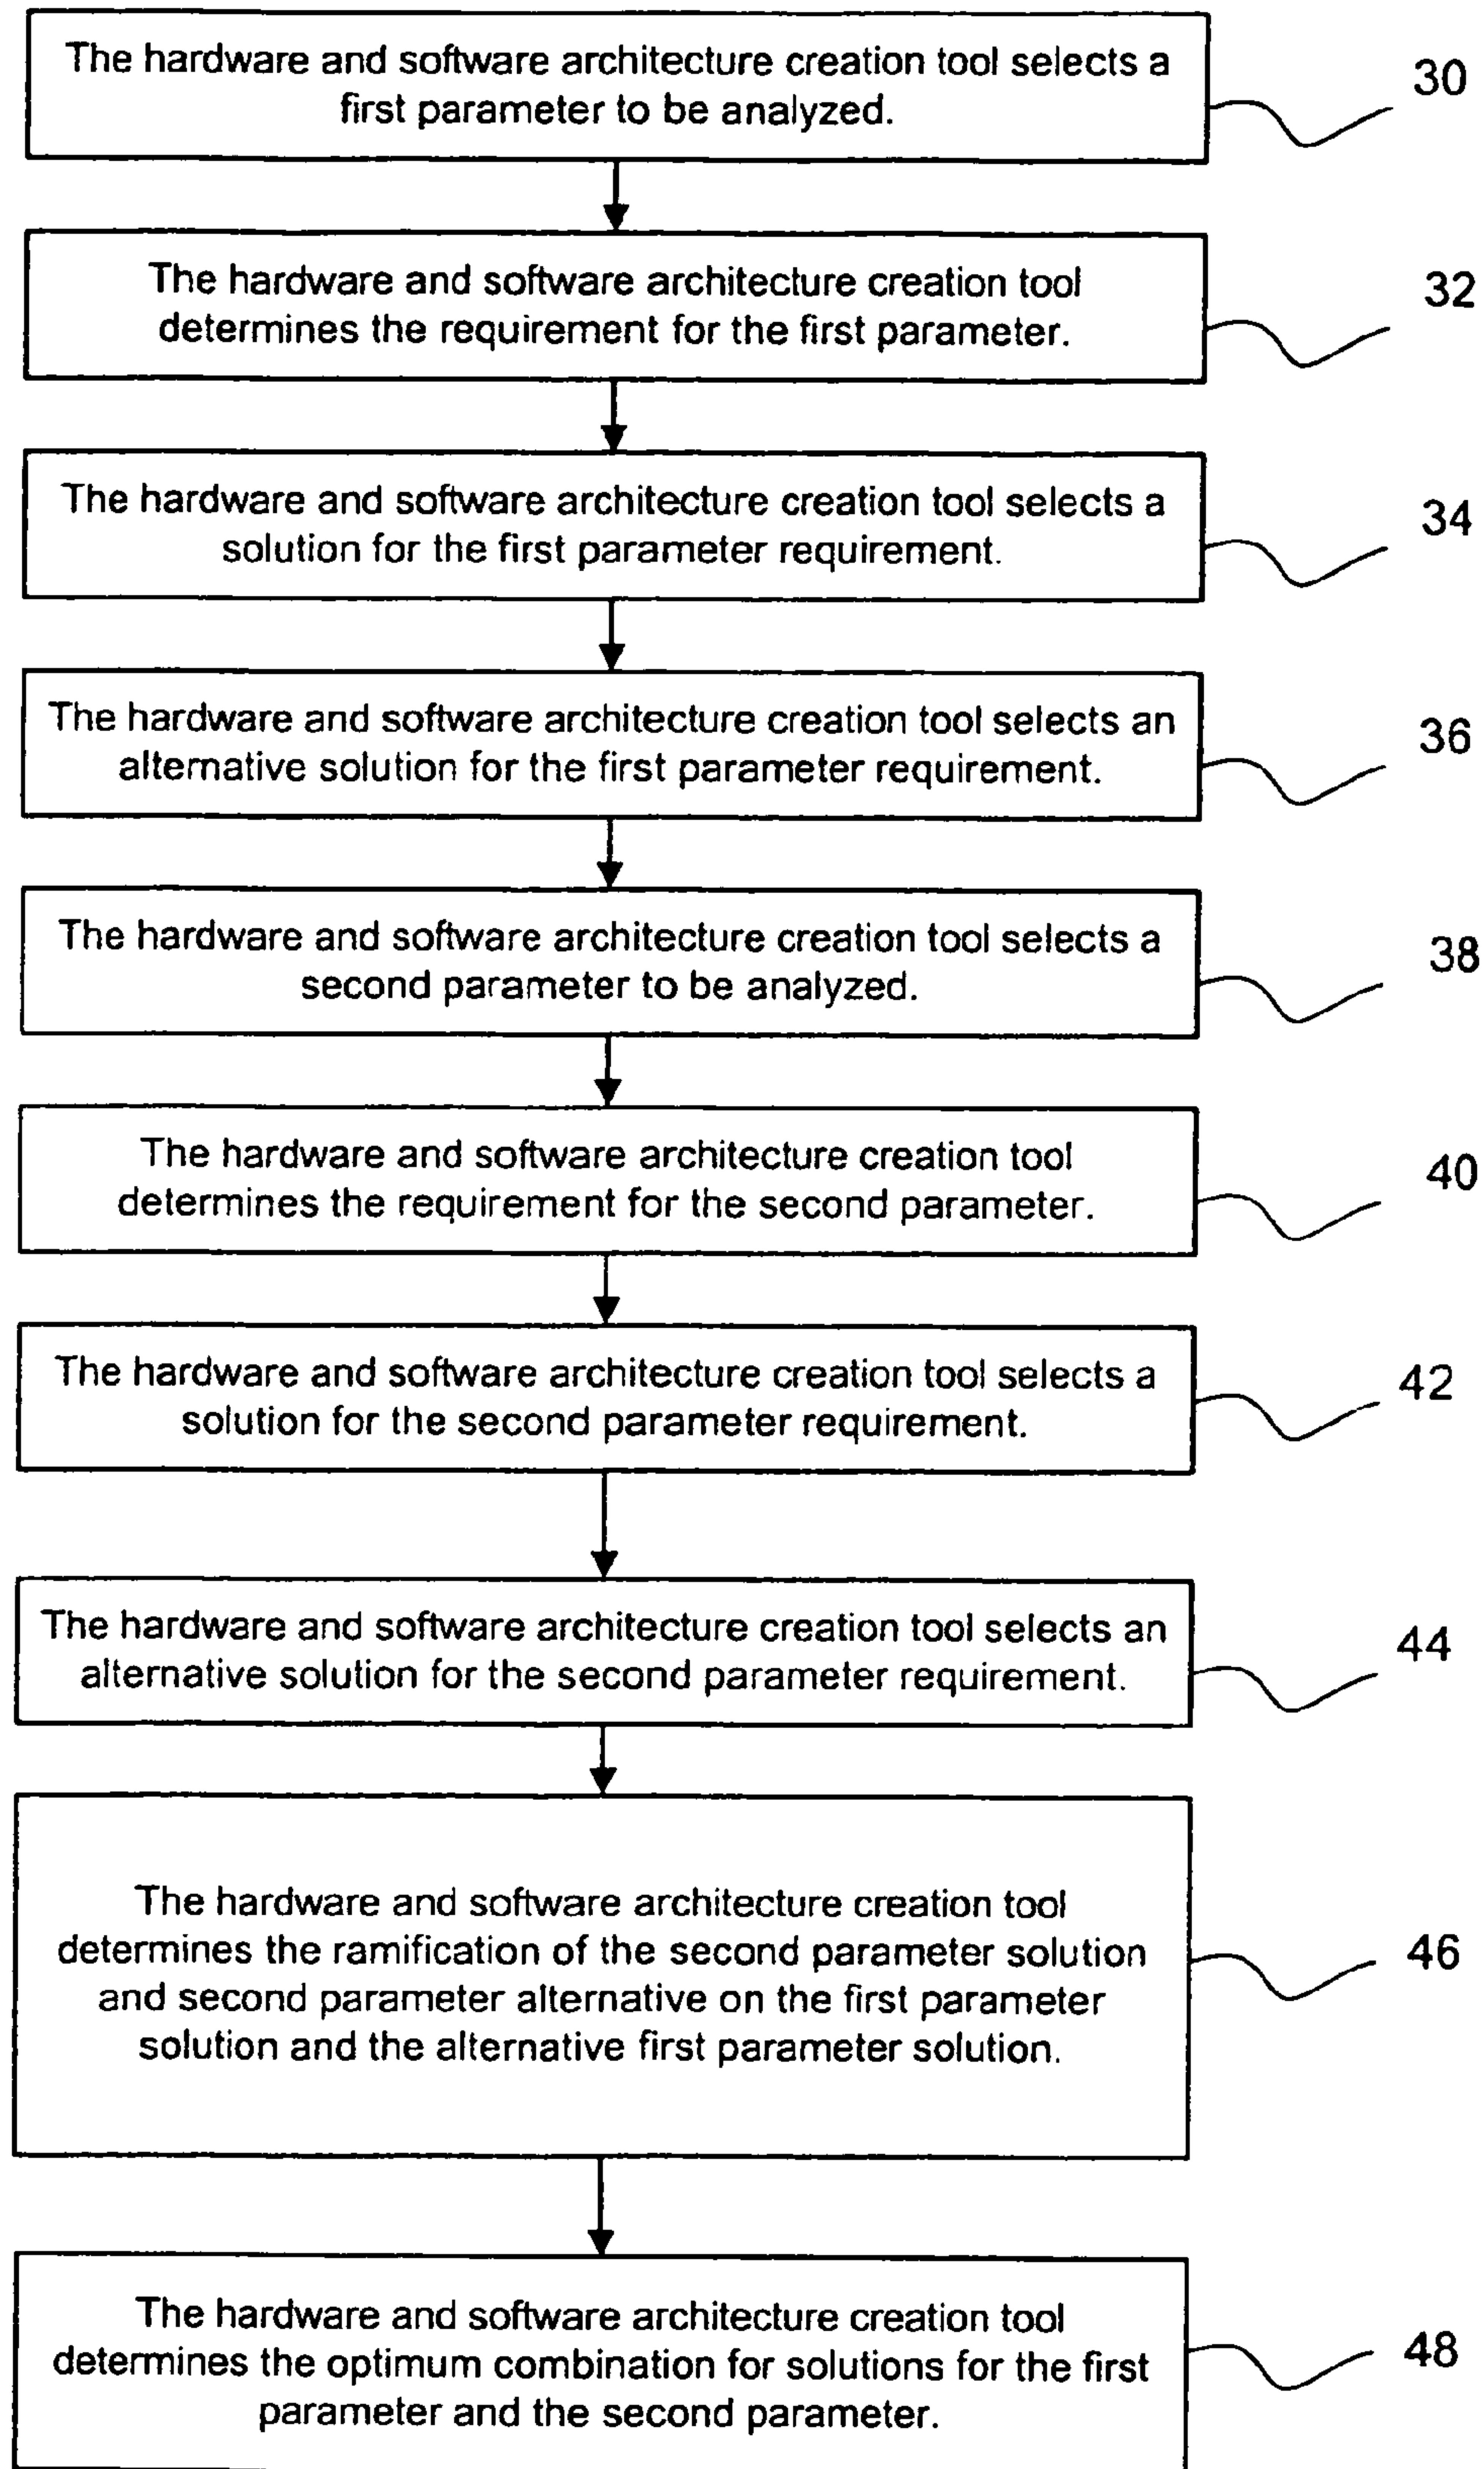 The hardware and software architecture creation tool selects a
first parameter to be analyzed.
30
The hardware and software architecture creation tool
determines the requirement for the first parameter.
32
The hardware and software architecture creation tool selects a
solution for the first parameter requirement.
34
The hardware and software architecture creation tool selects an
alternative solution for the first parameter requirement.
36
The hardware and software architecture creation tool selects a
second parameter to be analyzed.
38
The hardware and software architecture creation tool
determines the requirement for the second parameter.
40
The hardware and software architecture creation tool selects a
solution for the second parameter requirement.
42
The hardware and software architecture creation tool selects an
alternative solution for the second parameter requirement.
44
The hardware and software architecture creation tool
determines the ramification of the second parameter solution
and second parameter alternative on the first parameter
solution and the alternative first parameter solution.
46
The hardware and software architecture creation tool
determines the optimum combination for solutions for the first
parameter and the second parameter.
48